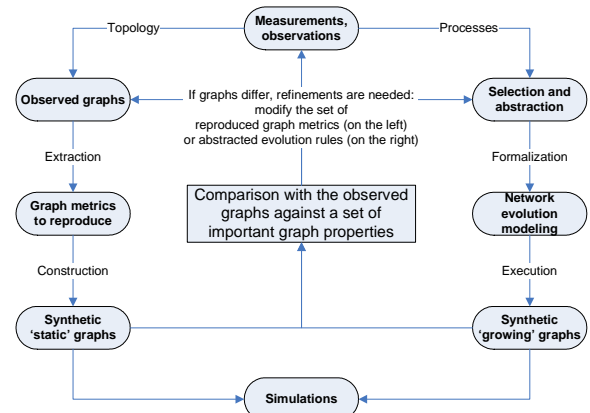 Measurements,
observations
Topology
Processes
Observed graphs
If graphs differ, refinements are needed:
modify the set of
reproduced graph metrics (on the left)
or abstracted evolution rules (on the right)
Selection and
abstraction
Extraction
Formalization
Graph metrics
to reproduce
Comparison with the observed
graphs against a set of
important graph properties
Network
evolution
modeling
Construction
Execution
Synthetic
‘static’ graphs
Synthetic
‘growing’ graphs
Simulations